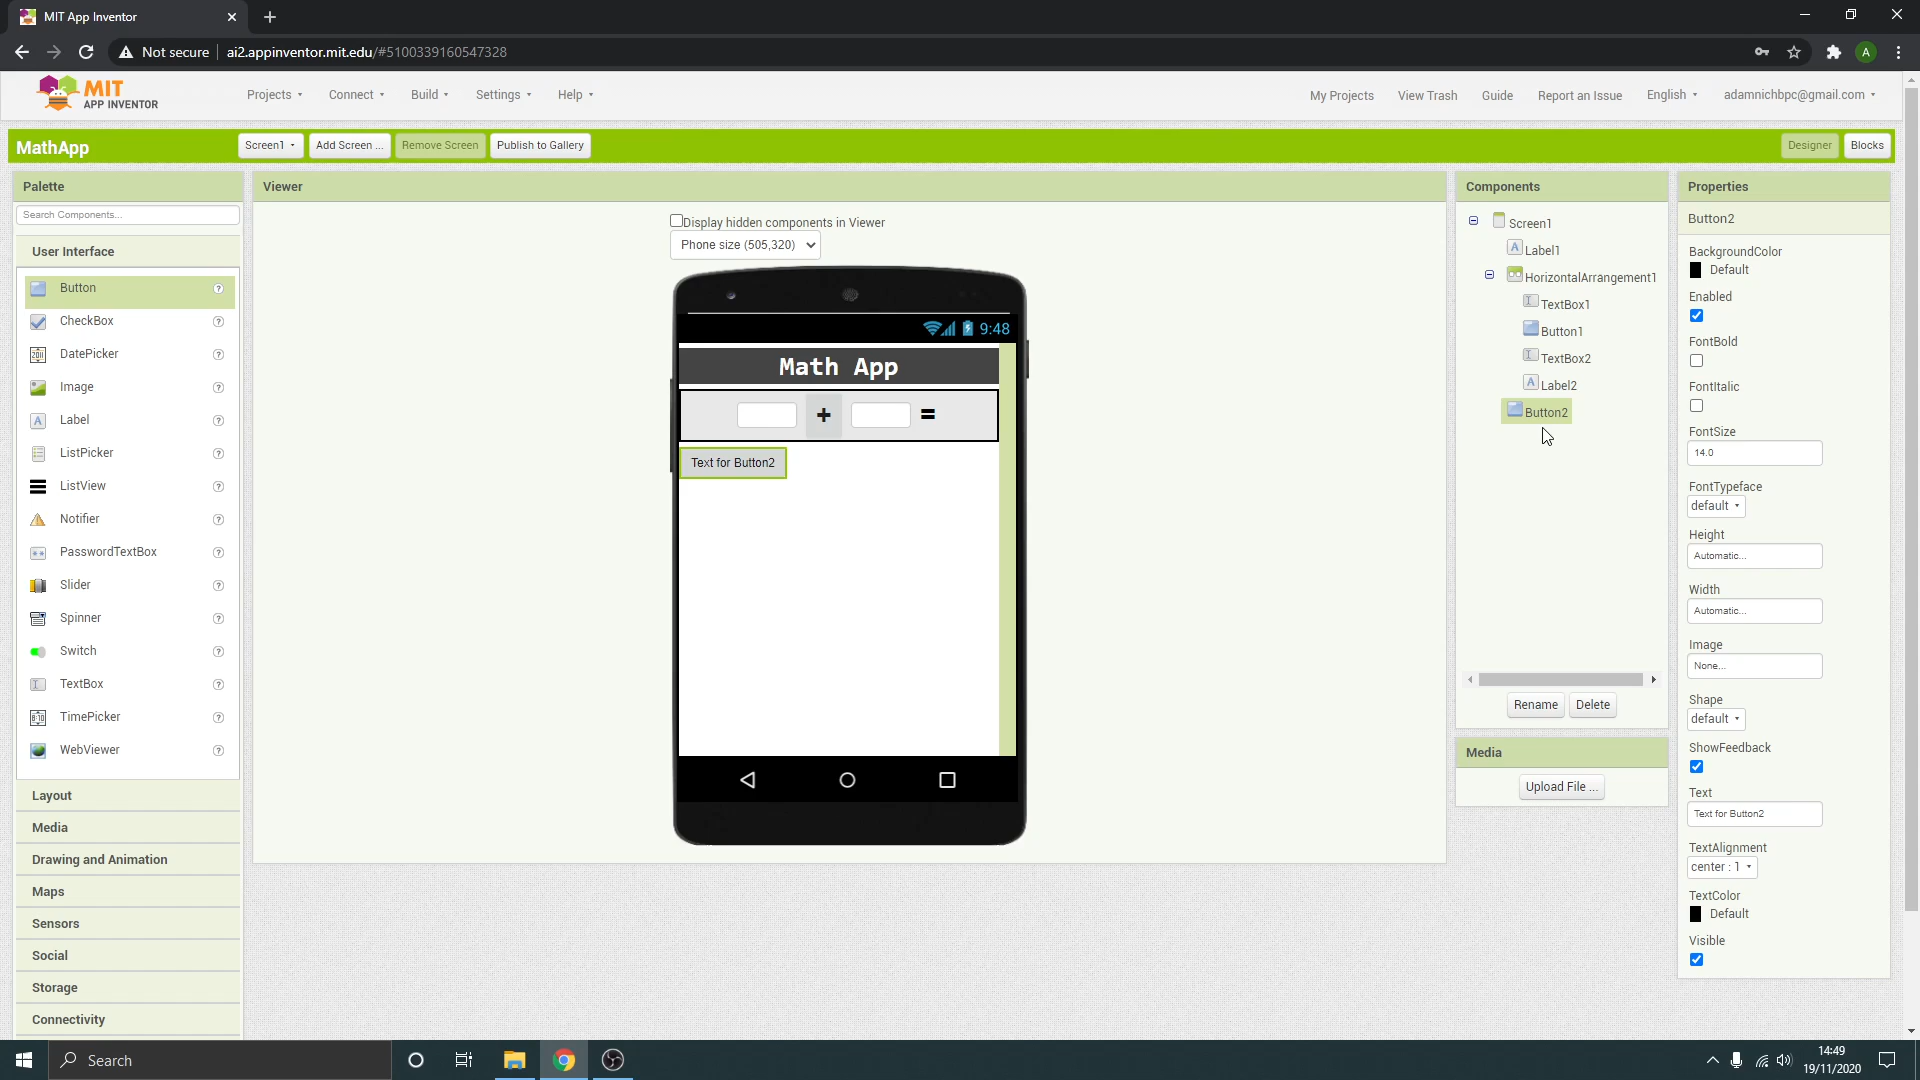 MIT App Inventor
Not secure
ai2.appinventor.mit.edu/#5100339160547328
A
MIT
APP INVENTOR
Projects
Connect
Build
Settings
Help
My Projects
View Trash
Guide
Report an Issue
English
adamnichbpc@gmail.com
MathApp
Screen1
Add Screen ...
Remove Screen
Publish to Gallery
Designer
Blocks
Palette
Search Components...
User Interface
Button
CheckBox
DatePicker
Image
Label
ListPicker
ListView
Notifier
PasswordTextBox
Slider
Spinner
Switch
TextBox
TimePicker
WebViewer
Layout
Media
Drawing and Animation
Maps
Sensors
Social
Storage
Connectivity
Viewer
Display hidden components in Viewer
Phone size (505,320)
9:48
Math App
+ =
Text for Button2
Components
Screen1
Label1
HorizontalArrangement1
TextBox1
Button1
TextBox2
Label2
Button2
Rename
Delete
Media
Upload File ...
Properties
Button2
BackgroundColor
Default
Enabled
FontBold
FontItalic
FontSize
14.0
FontTypeface
default
Height
Automatic...
Width
Automatic...
Image
None...
Shape
default
ShowFeedback
Text
Text for Button2
TextAlignment
center : 1
TextColor
Default
Visible
Search
14:49
19/11/2020